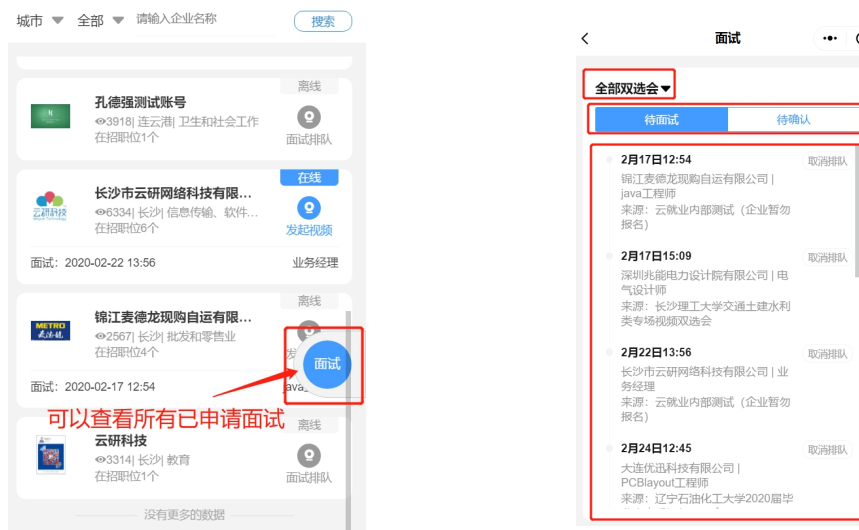 城市 全部 请输入企业名称 搜索
离线
孔德强测试账号
3918| 连云港| 卫生和社会工作
在招职位1个
面试排队
在线
长沙市云研网络科技有限...
6334| 长沙| 信息传输、软件...
在招职位6个
发起视频
云研科技
面试：2020-02-22 13:56 业务经理
离线
锦江麦德龙现购自运有限...
METRO
麦德龙
2567| 长沙| 批发和零售业
在招职位4个
面试
面试：2020-02-17 12:54
可以查看所有已申请面试
离线
云研科技
3314| 长沙| 教育
在招职位1个
面试排队
没有更多的数据
面试
全部双选会
待面试 待确认
2月17日12:54 取消排队
锦江麦德龙现购自运有限公司 |
java工程师
来源：云就业内部测试（企业暂勿
报名）
2月17日15:09 取消排队
深圳兆能电力设计院有限公司 | 电
气设计师
来源：长沙理工大学交通土建水利
类专场视频双选会
2月22日13:56 取消排队
长沙市云研网络科技有限公司 | 业
务经理
来源：云就业内部测试（企业暂勿
报名）
2月24日12:45 取消排队
大连优迅科技有限公司 |
PCBlayout工程师
来源：辽宁石油化工大学2020届毕